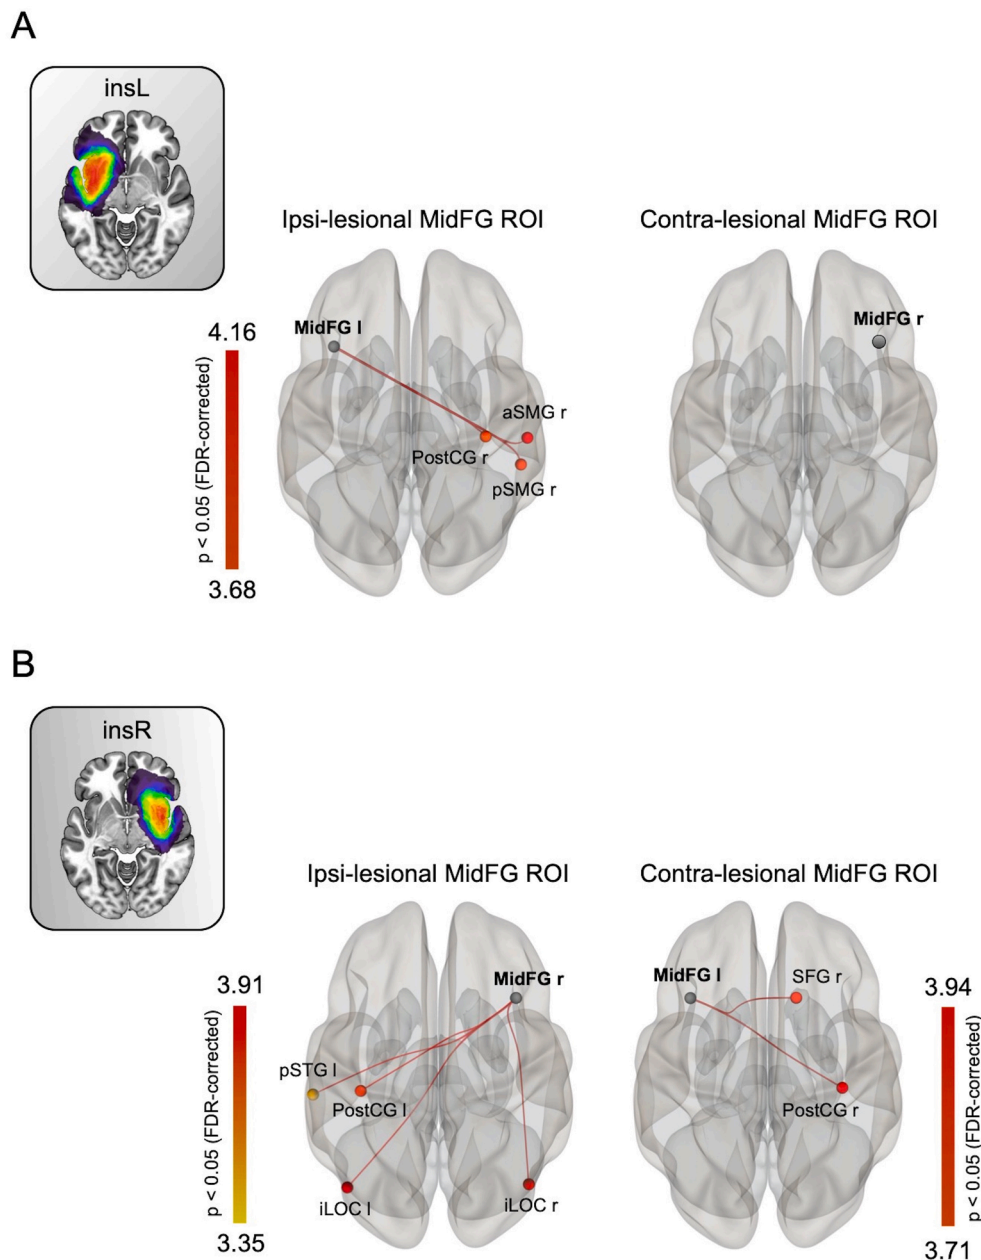 A
insL
Ipsi-lesional MidFG ROI
Contra-lesional MidFG ROI
4.16
p < 0.05 (FDR-corrected)
3.68
MidFG l
aSMG r
PostCG r
pSMG r
MidFG r
B
insR
Ipsi-lesional MidFG ROI
Contra-lesional MidFG ROI
3.91
p < 0.05 (FDR-corrected)
3.35
MidFG r
pSTG l
PostCG l
iLOC l
iLOC r
MidFG l
SFG r
PostCG r
3.94
p < 0.05 (FDR-corrected)
3.71